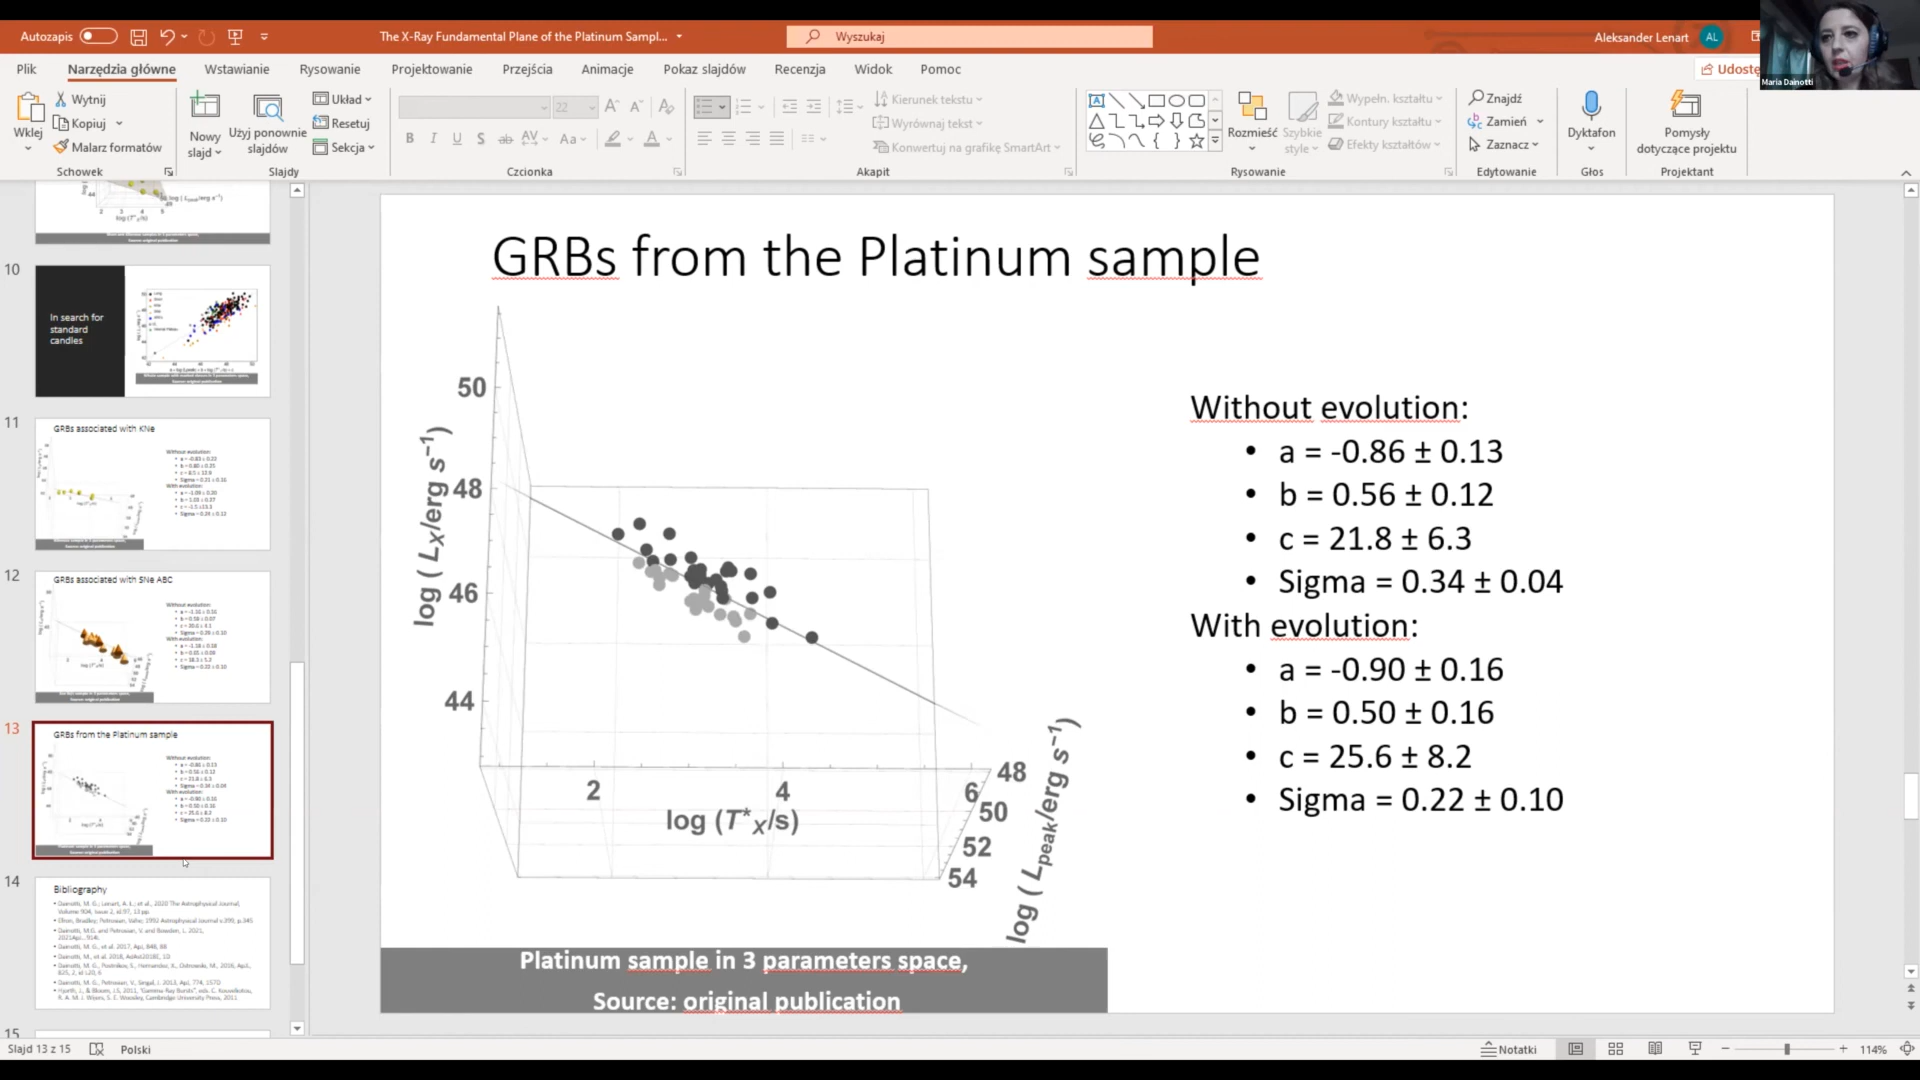 Autozapis
The X-Ray Fundamental Plane of the Platinum Sampl...
Wyszukaj
Aleksander Lenart
AL
Maria Dainotti
Plik
Narzędzia główne
Wstawianie
Rysowanie
Projektowanie
Przejścia
Animacje
Pokaz slajdów
Recenzja
Widok
Pomoc
Udostę
Wklej
Wytnij
Kopiuj
Malarz formatów
Schowek
Nowy slajd
Użyj ponownie slajdów
Układ
Resetuj
Sekcja
Slajdy
22
Czcionka
Kierunek tekstu
Wyrównaj tekst
Konwertuj na grafikę SmartArt
Akapit
Rozmieść
Szybkie style
Wypełn. kształtu
Kontury kształtu
Efekty kształtów
Rysowanie
Znajdź
Zamień
Zaznacz
Edytowanie
Dyktafon
Głos
Pomysły dotyczące projektu
Projektant
10
In search for
standard
candles
11
GRBs associated with KNe
12
GRBs associated with SNe ABC
13
GRBs from the Platinum sample
14
Bibliography
15
GRBs from the Platinum sample
50
48
46
44
log ( LX/erg s−1)
2
4
6
log (T*X/s)
48
50
52
54
log ( Lpeak/erg s−1)
Without evolution:
• a = -0.86 ± 0.13
• b = 0.56 ± 0.12
• c = 21.8 ± 6.3
• Sigma = 0.34 ± 0.04
With evolution:
• a = -0.90 ± 0.16
• b = 0.50 ± 0.16
• c = 25.6 ± 8.2
• Sigma = 0.22 ± 0.10
Platinum sample in 3 parameters space,
Source: original publication
Slajd 13 z 15
Polski
Notatki
114%